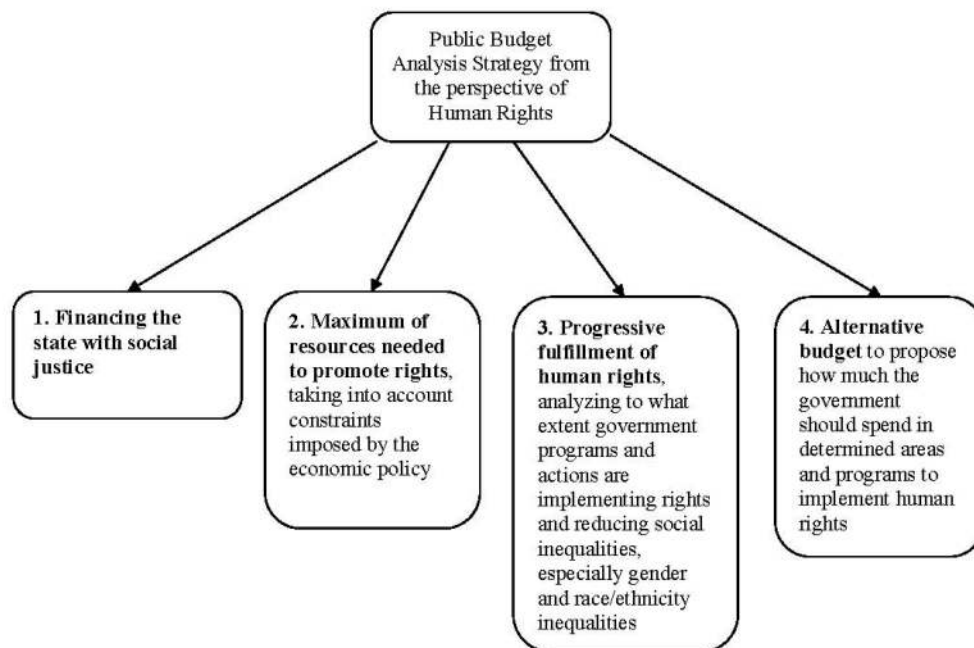 Public Budget
Analysis Strategy from
the perspective of
Human Rights
1. Financing the
state with social
justice
2. Maximum of
resources needed
to promote rights,
taking into account
constraints
imposed by the
economic policy
3. Progressive
fulfillment of
human rights,
analyzing to what
extent government
programs and
actions are
implementing rights
and reducing social
inequalities,
especially gender
and race/ethnicity
inequalities
4. Alternative
budget to propose
how much the
government
should spend in
determined areas
and programs to
implement human
rights